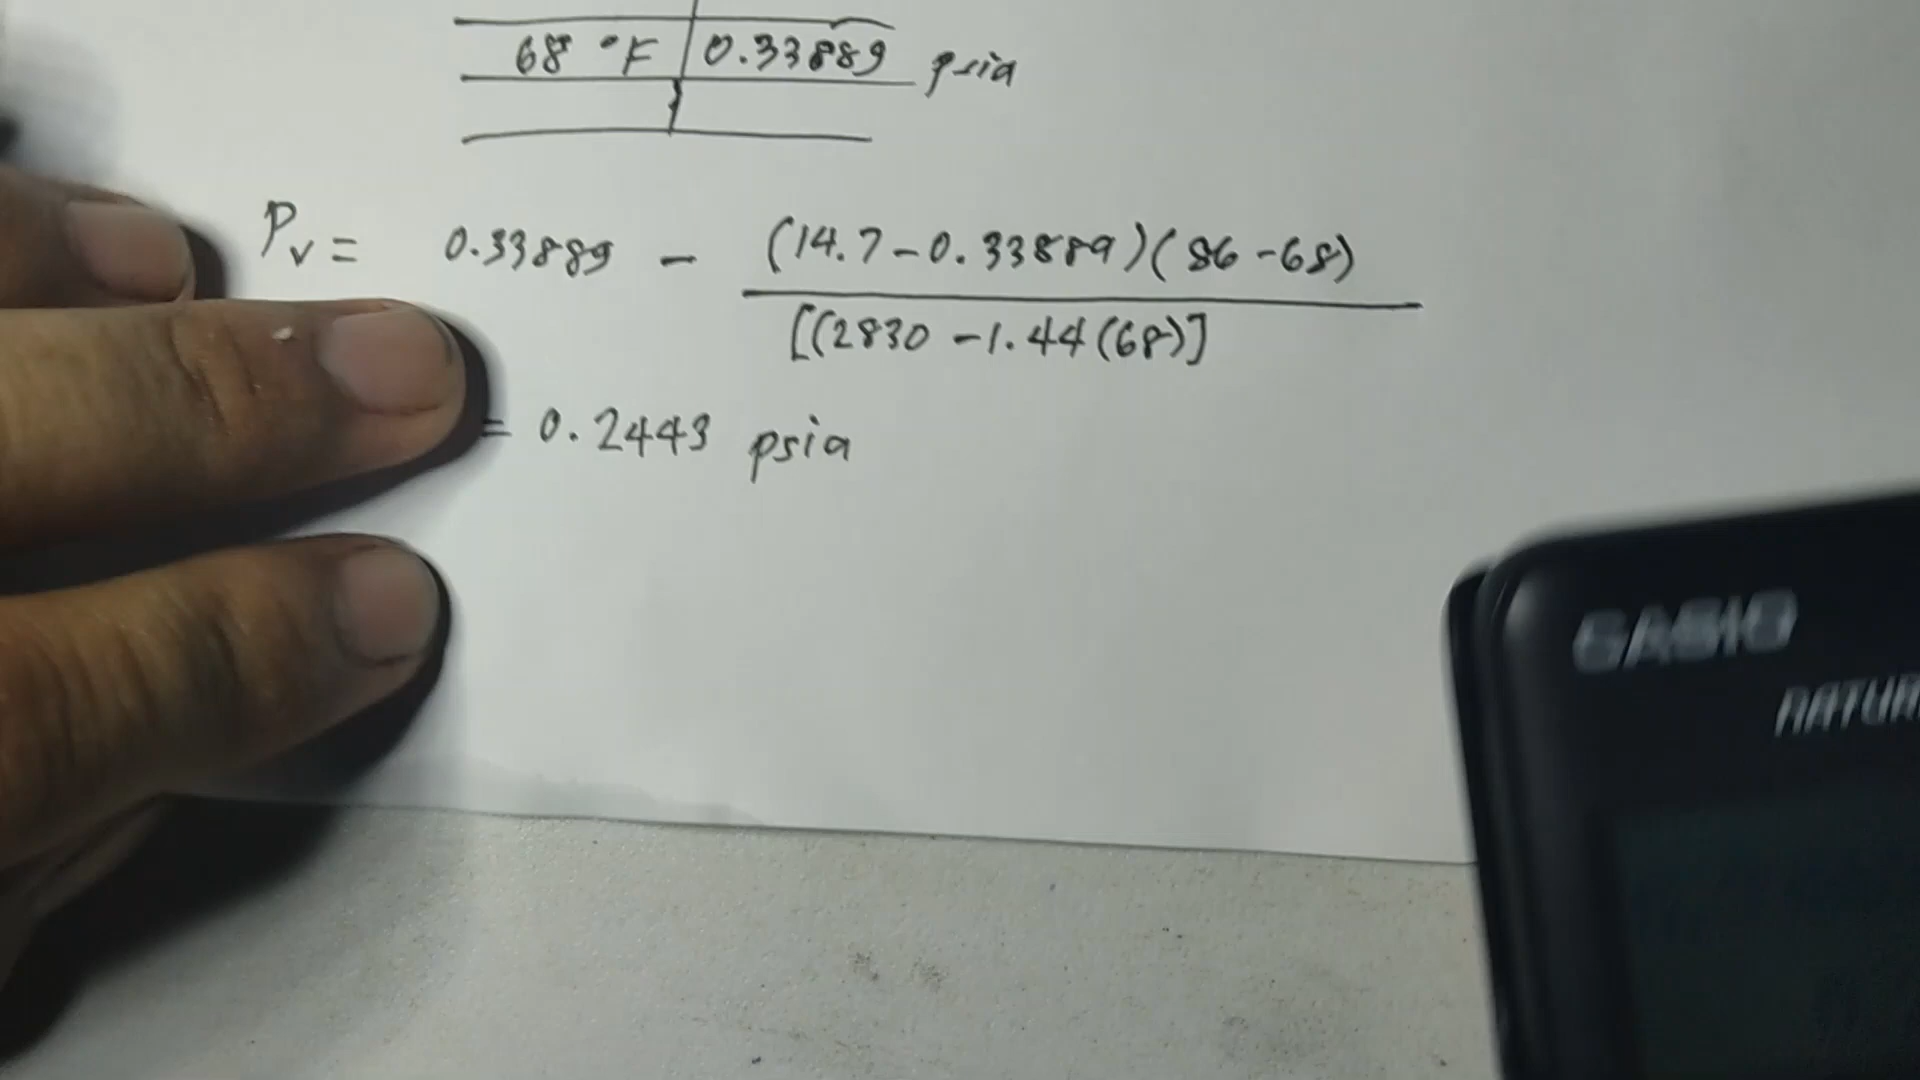 68 °F 0.33889 psia
Pv = 0.33889 - (14.7-0.33889)(86-68)
[(2830 -1.44(68)]
= 0.2443 psia
CASIO
NATUR